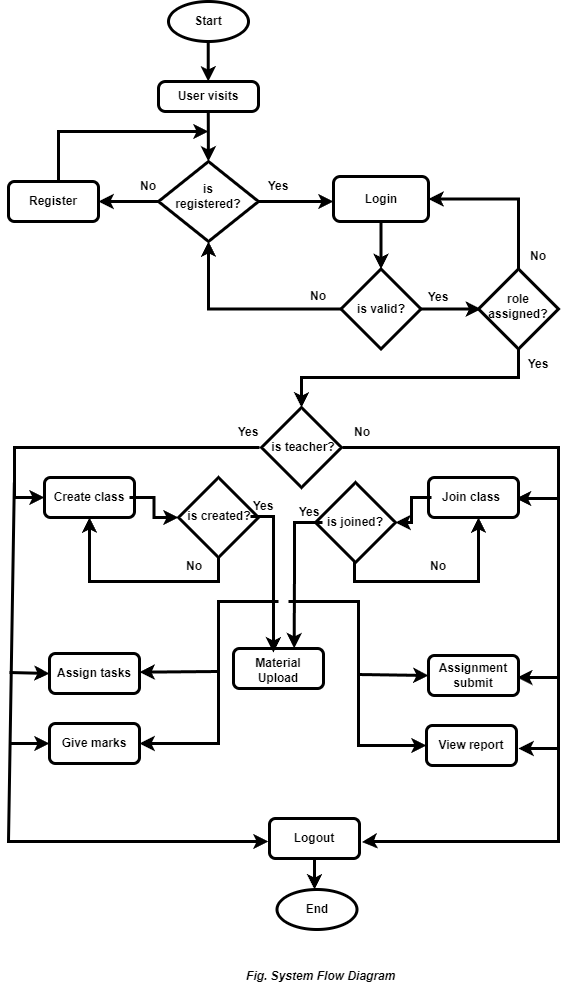 Start
User visits
No
is
registered?
Yes
Register
Login
No
is valid?
Yes
role
assigned?
No
Yes
Yes
is teacher?
No
Create class
is created?
Yes
No
Yes
is joined?
Join class
No
Assign tasks
Material
Upload
Assignment
submit
Give marks
View report
Logout
End
Fig. System Flow Diagram